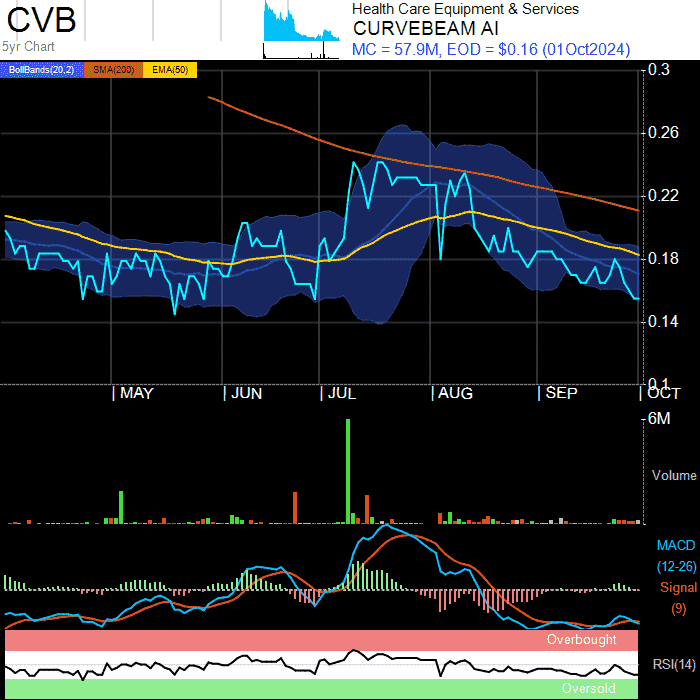 CVB
5yr Chart
Health Care Equipment & Services
CURVEBEAM AI
MC = 57.9M, EOD = $0.16 (01Oct2024)
BollBands(20,2) SMA(200) EMA(50)
0.3
0.26
0.22
0.18
0.14
0.1
MAY JUN JUL AUG SEP OCT
6M
Volume
MACD
(12-26)
Signal
(9)
Overbought
RSI(14)
Oversold